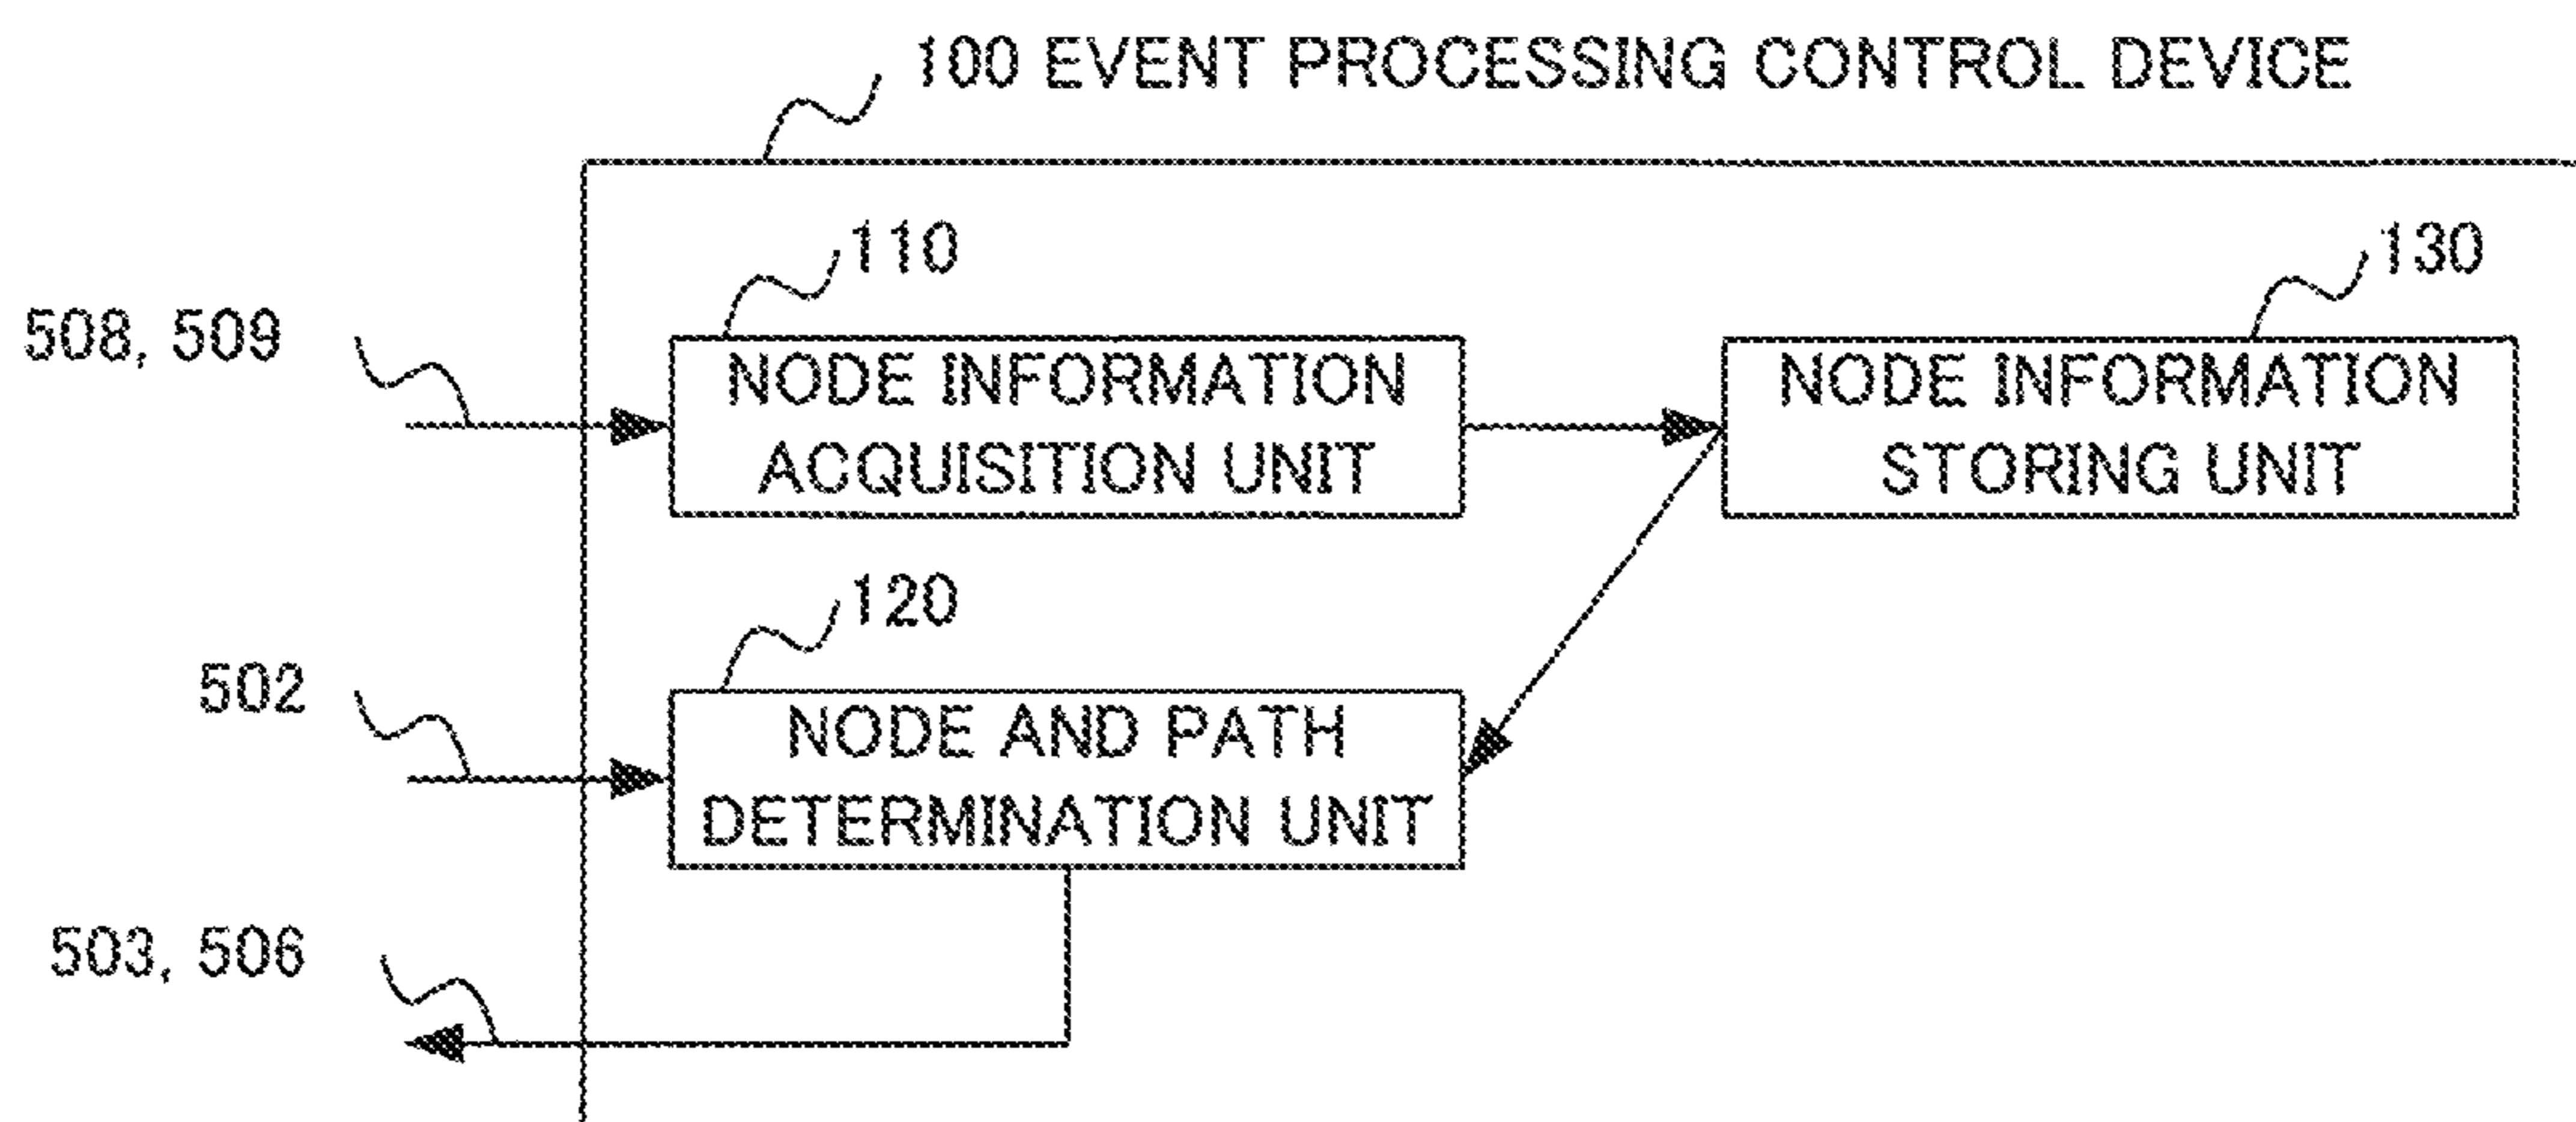 100 EVENT PROCESSING CONTROL DEVICE
110
130
508, 509
NODE INFORMATION
ACQUISITION UNIT
NODE INFORMATION
STORING UNIT
120
502
NODE AND PATH
DETERMINATION UNIT
503, 506